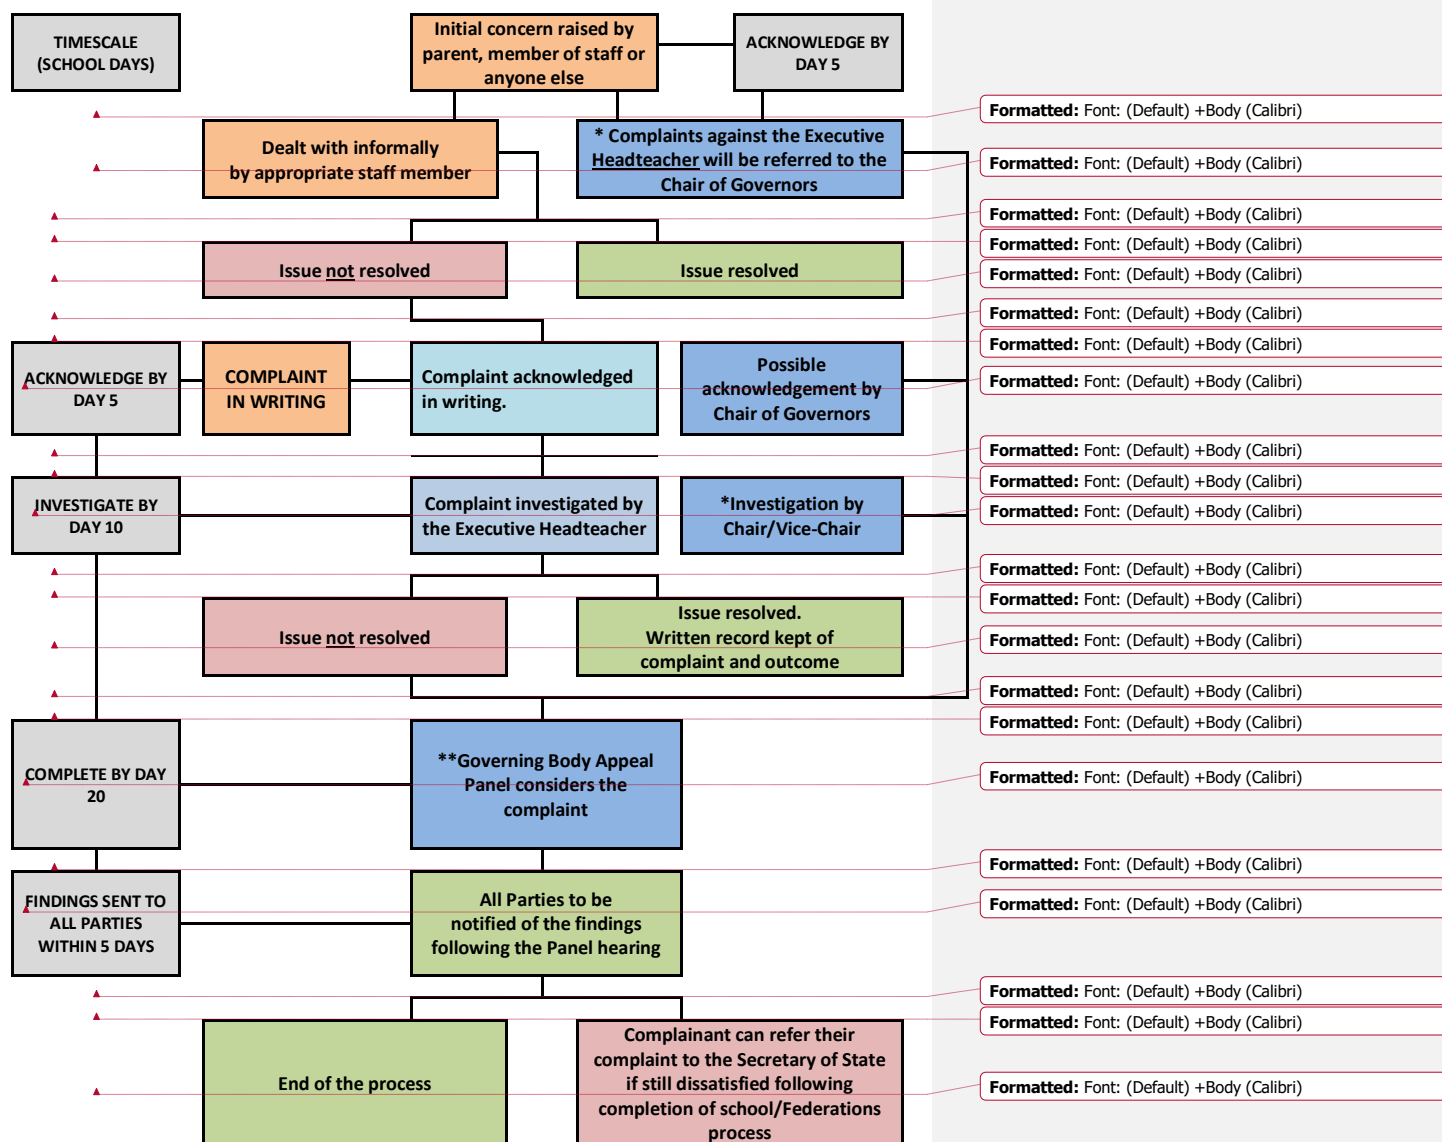 TIMESCALE
(SCHOOL DAYS)
Initial concern raised by
parent, member of staff or
anyone else
ACKNOWLEDGE BY
DAY 5
Formatted: Font: (Default) +Body (Calibri)
Dealt with informally
by appropriate staff member
* Complaints against the Executive
Headteacher will be referred to the
Chair of Governors
Formatted: Font: (Default) +Body (Calibri)
Formatted: Font: (Default) +Body (Calibri)
Formatted: Font: (Default) +Body (Calibri)
Issue not resolved
Issue resolved
Formatted: Font: (Default) +Body (Calibri)
Formatted: Font: (Default) +Body (Calibri)
Formatted: Font: (Default) +Body (Calibri)
ACKNOWLEDGE BY
DAY 5
COMPLAINT
IN WRITING
Complaint acknowledged
in writing.
Possible
acknowledgement by
Chair of Governors
Formatted: Font: (Default) +Body (Calibri)
Formatted: Font: (Default) +Body (Calibri)
Formatted: Font: (Default) +Body (Calibri)
INVESTIGATE BY
DAY 10
Complaint investigated by
the Executive Headteacher
*Investigation by
Chair/Vice-Chair
Formatted: Font: (Default) +Body (Calibri)
Formatted: Font: (Default) +Body (Calibri)
Formatted: Font: (Default) +Body (Calibri)
Issue not resolved
Issue resolved.
Written record kept of
complaint and outcome
Formatted: Font: (Default) +Body (Calibri)
Formatted: Font: (Default) +Body (Calibri)
Formatted: Font: (Default) +Body (Calibri)
COMPLETE BY DAY
20
**Governing Body Appeal
Panel considers the
complaint
Formatted: Font: (Default) +Body (Calibri)
Formatted: Font: (Default) +Body (Calibri)
FINDINGS SENT TO
ALL PARTIES
WITHIN 5 DAYS
All Parties to be
notified of the findings
following the Panel hearing
Formatted: Font: (Default) +Body (Calibri)
Formatted: Font: (Default) +Body (Calibri)
Formatted: Font: (Default) +Body (Calibri)
End of the process
Complainant can refer their
complaint to the Secretary of State
if still dissatisfied following
completion of school/Federations
process
Formatted: Font: (Default) +Body (Calibri)